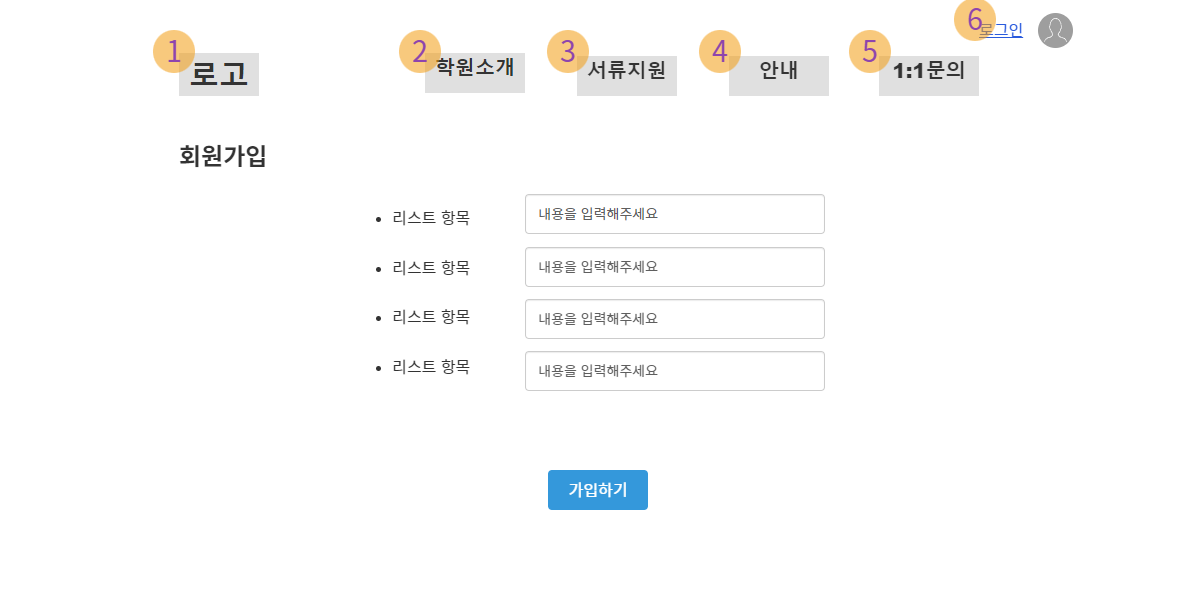 6
로그인
1
로고
2
학원소개
3
서류지원
4
안내
5
1:1문의
회원가입
• 리스트 항목
내용을 입력해주세요
• 리스트 항목
내용을 입력해주세요
• 리스트 항목
내용을 입력해주세요
• 리스트 항목
내용을 입력해주세요
가입하기